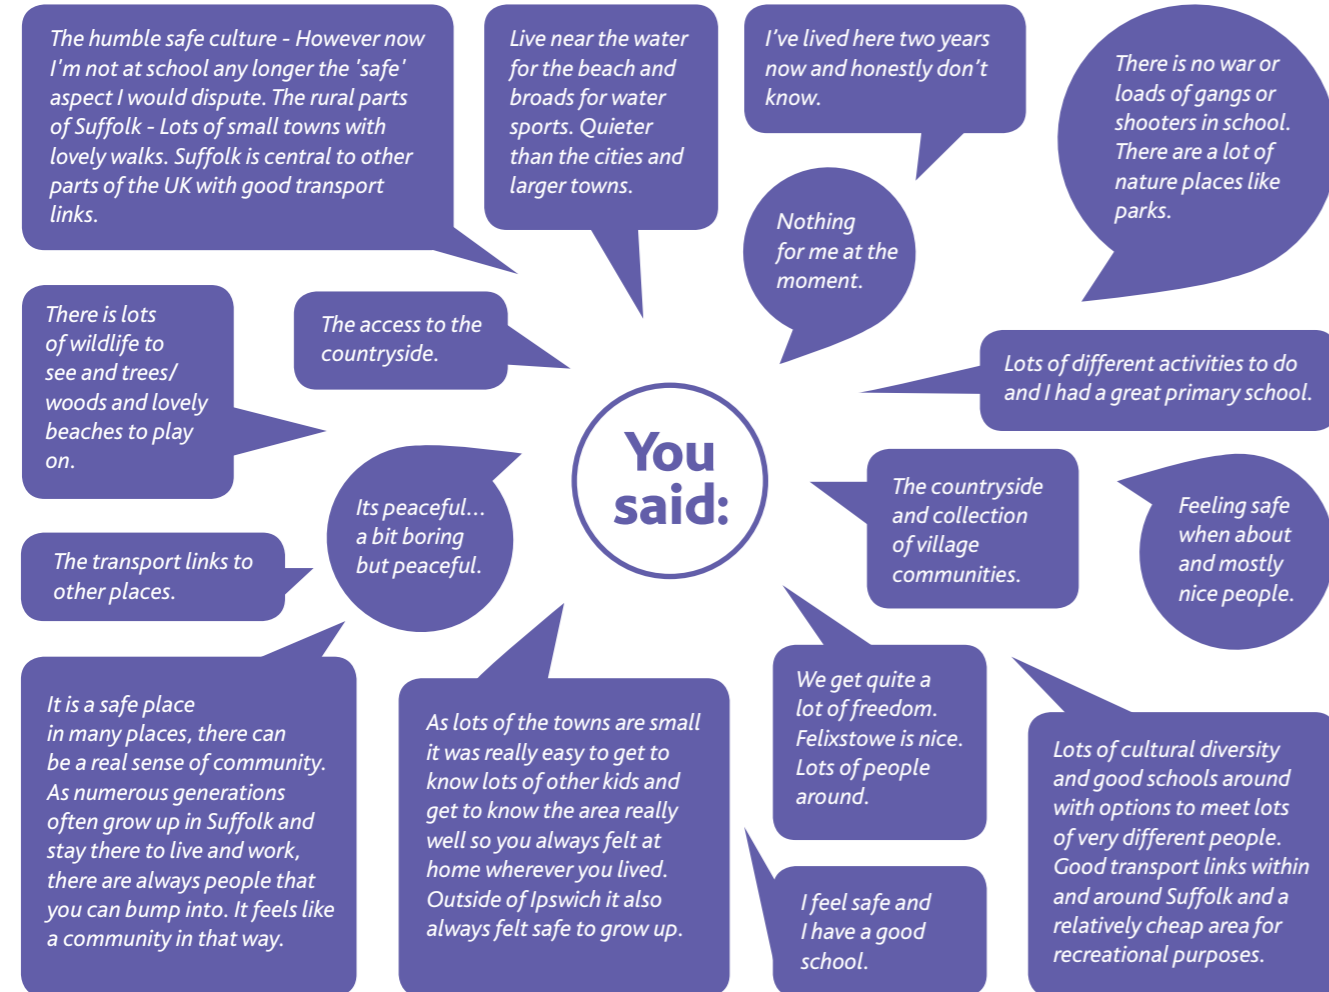 The humble safe culture - However now
I'm not at school any longer the 'safe'
aspect I would dispute. The rural parts
of Suffolk - Lots of small towns with
lovely walks. Suffolk is central to other
parts of the UK with good transport
links.
Live near the water
for the beach and
broads for water
sports. Quieter
than the cities and
larger towns.
I've lived here two years
now and honestly don't
know.
There is no war or
loads of gangs or
shooters in school.
There are a lot of
nature places like
parks.
Nothing
for me at the
moment.
There is lots
of wildlife to
see and trees/
woods and lovely
beaches to play
on.
The access to the
countryside.
Lots of different activities to do
and I had a great primary school.
You
said:
Its peaceful...
a bit boring
but peaceful.
The countryside
and collection
of village
communities.
Feeling safe
when about
and mostly
nice people.
The transport links to
other places.
It is a safe place
in many places, there can
be a real sense of community.
As numerous generations
often grow up in Suffolk and
stay there to live and work,
there are always people that
you can bump into. It feels like
a community in that way.
As lots of the towns are small
it was really easy to get to
know lots of other kids and
get to know the area really
well so you always felt at
home wherever you lived.
Outside of Ipswich it also
always felt safe to grow up.
We get quite a
lot of freedom.
Felixstowe is nice.
Lots of people
around.
I feel safe and
I have a good
school.
Lots of cultural diversity
and good schools around
with options to meet lots
of very different people.
Good transport links within
and around Suffolk and a
relatively cheap area for
recreational purposes.